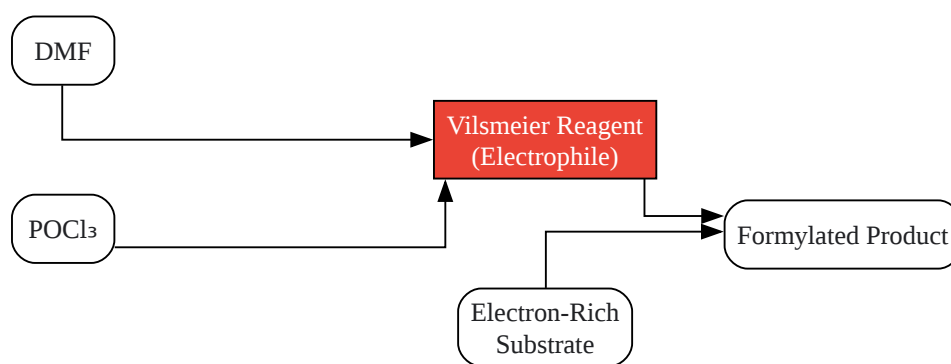 DMF
Vilsmeier Reagent
(Electrophile)
POCl₃
Formylated Product
Electron-Rich
Substrate